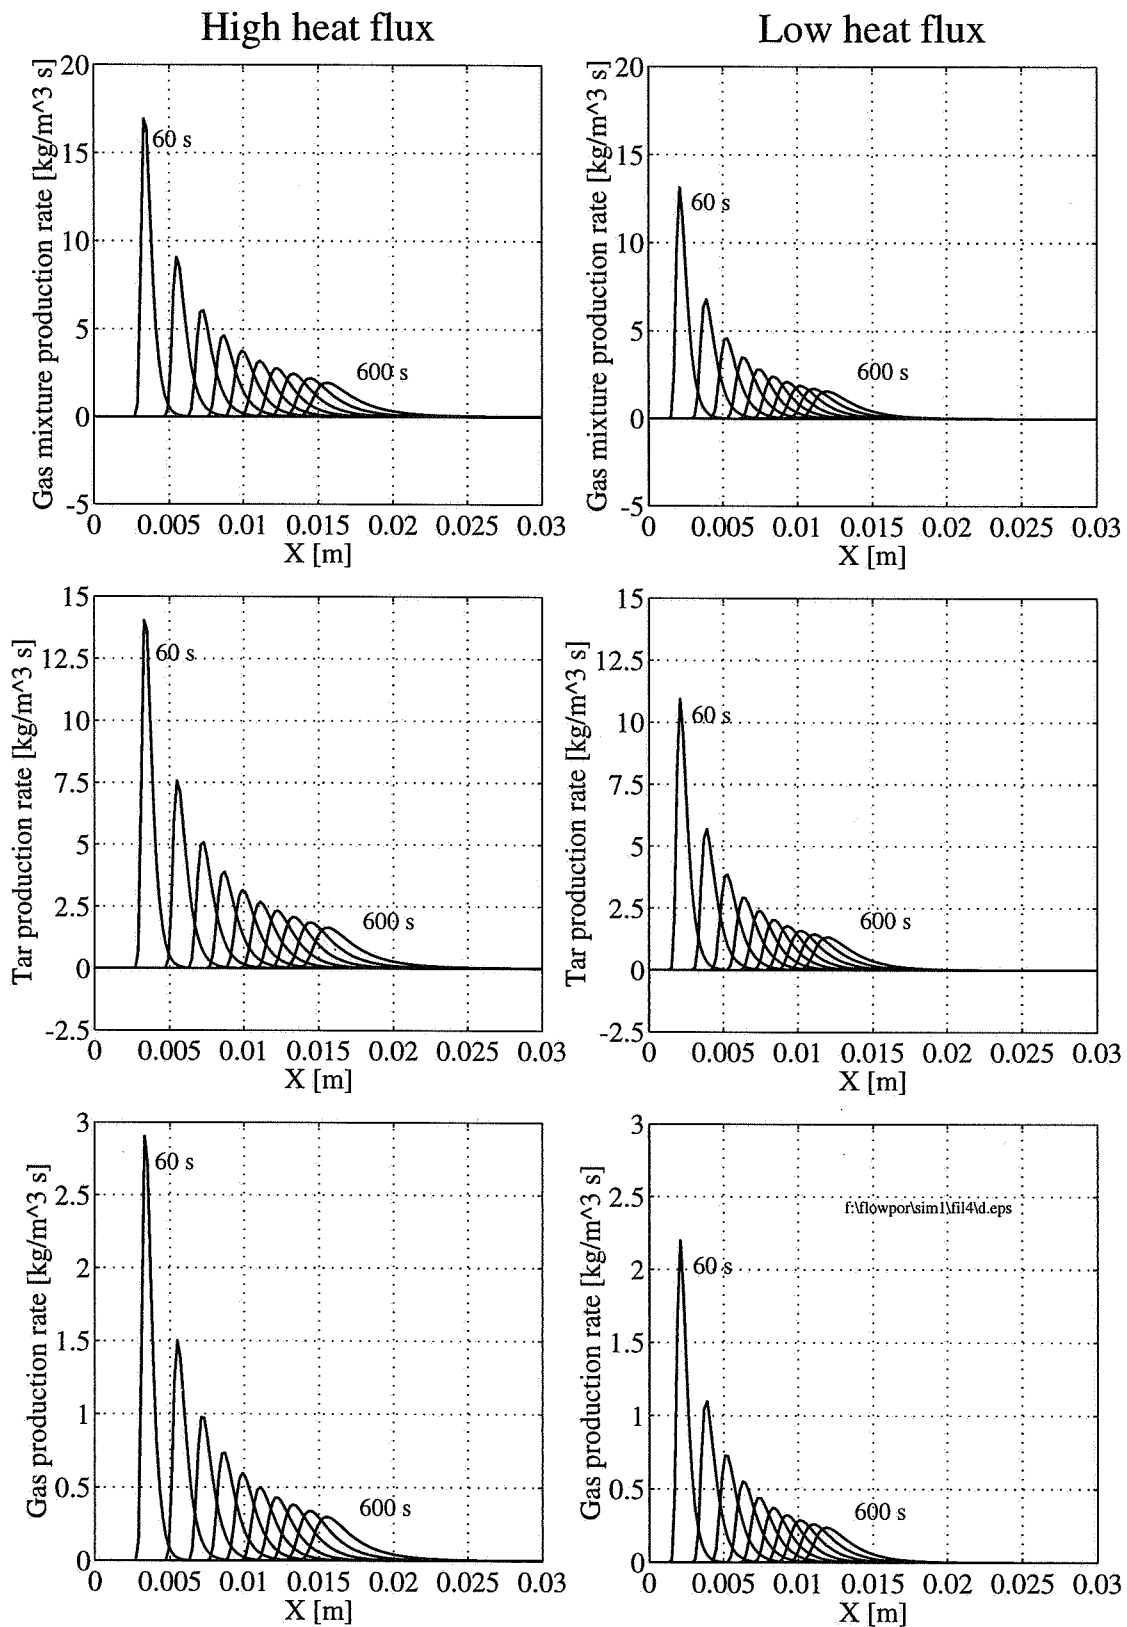 High heat flux
Low heat flux
Gas mixture production rate [kg/m^3 s]
20
15
10
5
0
-5
60 s
600 s
0 0.005 0.01 0.015 0.02 0.025 0.03
X [m]
Gas mixture production rate [kg/m^3 s]
20
15
10
5
0
-5
60 s
600 s
0 0.005 0.01 0.015 0.02 0.025 0.03
X [m]
Tar production rate [kg/m^3 s]
15
12.5
10
7.5
5
2.5
0
-2.5
60 s
600 s
0 0.005 0.01 0.015 0.02 0.025 0.03
X [m]
Tar production rate [kg/m^3 s]
15
12.5
10
7.5
5
2.5
0
-2.5
60 s
600 s
0 0.005 0.01 0.015 0.02 0.025 0.03
X [m]
Gas production rate [kg/m^3 s]
3
2.5
2
1.5
1
0.5
0
60 s
600 s
0 0.005 0.01 0.015 0.02 0.025 0.03
X [m]
Gas production rate [kg/m^3 s]
3
2.5
2
1.5
1
0.5
0
f:\flowpor\sim1\fil4\d.eps
60 s
600 s
0 0.005 0.01 0.015 0.02 0.025 0.03
X [m]